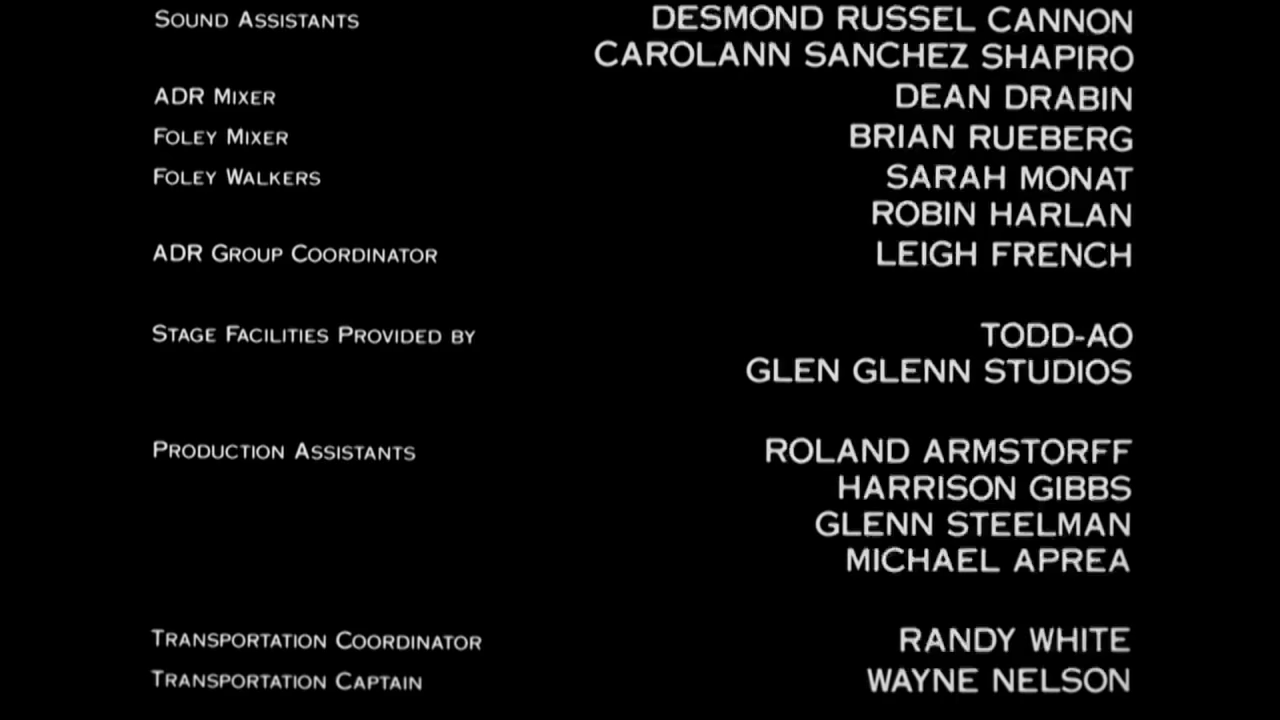 SOUND ASSISTANTS DESMOND RUSSEL CANNON
CAROLANN SANCHEZ SHAPIRO
ADR MIXER DEAN DRABIN
FOLEY MIXER BRIAN RUEBERG
FOLEY WALKERS SARAH MONAT
ROBIN HARLAN
ADR GROUP COORDINATOR LEIGH FRENCH
STAGE FACILITIES PROVIDED BY TODD-AO
GLEN GLENN STUDIOS
PRODUCTION ASSISTANTS ROLAND ARMSTORFF
HARRISON GIBBS
GLENN STEELMAN
MICHAEL APREA
TRANSPORTATION COORDINATOR RANDY WHITE
TRANSPORTATION CAPTAIN WAYNE NELSON